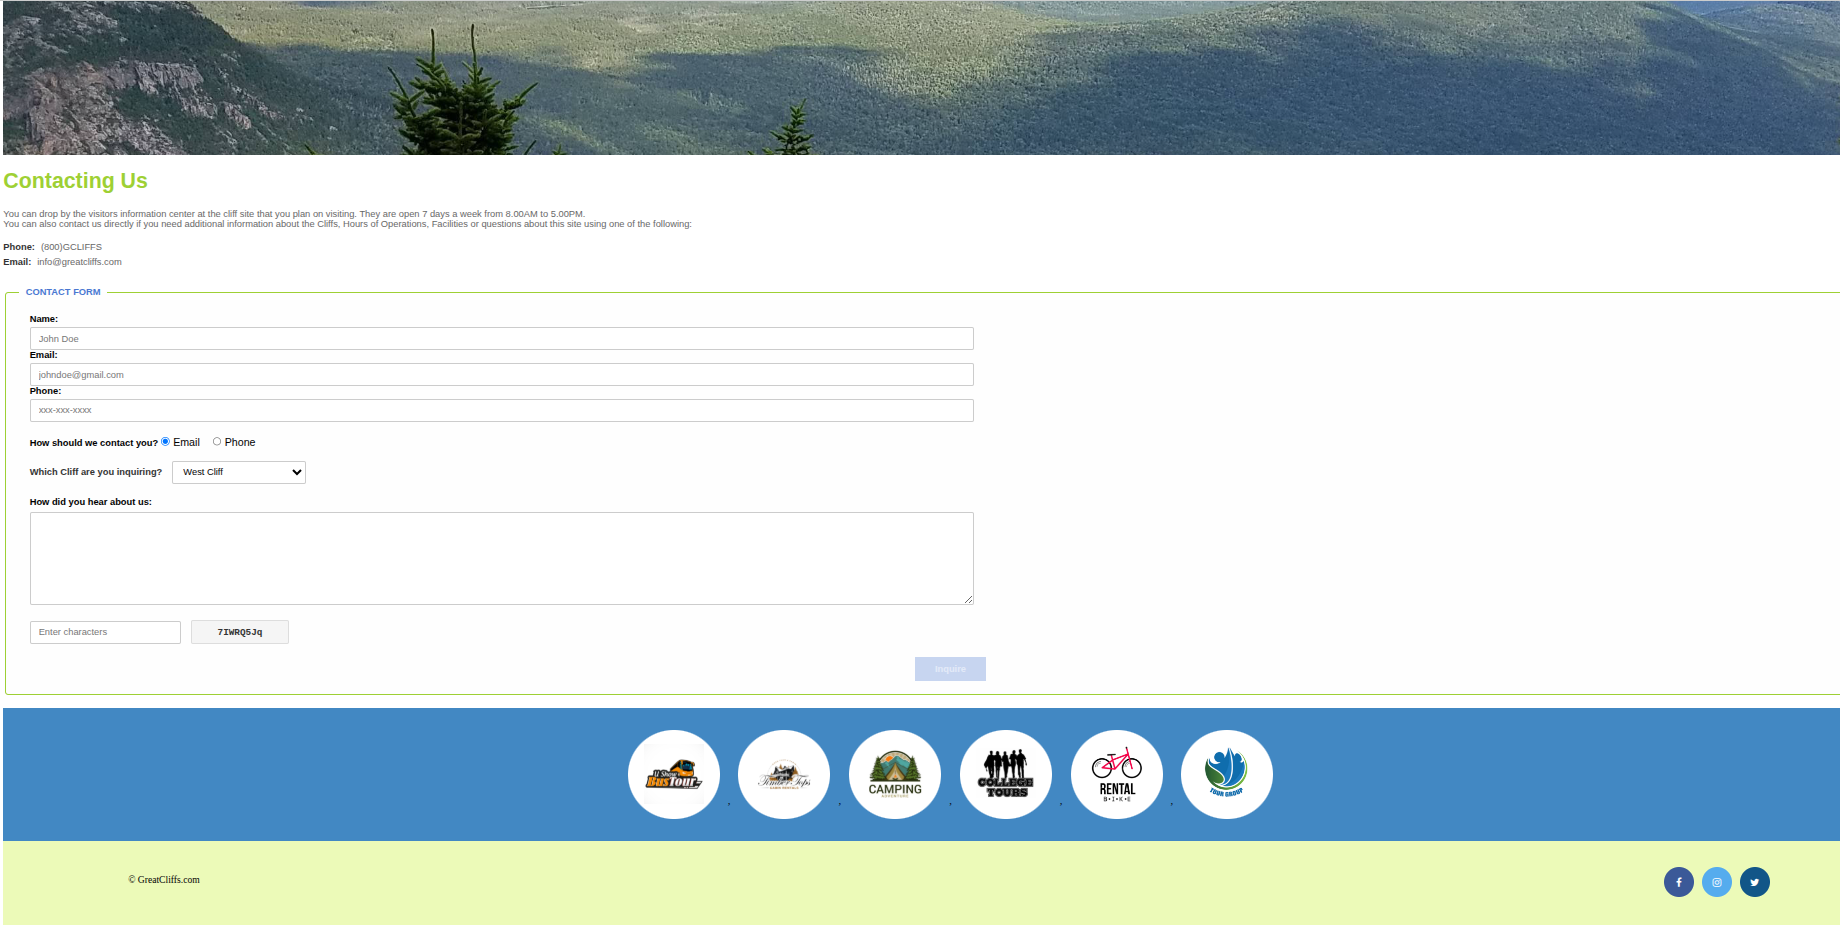 Contacting Us
You can drop by the visitors information center at the cliff site that you plan on visiting. They are open 7 days a week from 8.00AM to 5.00PM.
You can also contact us directly if you need additional information about the Cliffs, Hours of Operations, Facilities or questions about this site using one of the following:
Phone: (800)GCLIFFS
Email: info@greatcliffs.com
CONTACT FORM
Name:
John Doe
Email:
johndoe@gmail.com
Phone:
xxx-xxx-xxxx
How should we contact you? Email Phone
Which Cliff are you inquiring? West Cliff
How did you hear about us:
Enter characters 7IWRQ5Jq
Inquire
U Show
BUSTOUR
Timber Tops
CABIN RENTALS
CAMPING
ADVENTURE
COLLEGE
TOURS
RENTAL
B•I•K•E
TOUR GROUP
© GreatCliffs.com